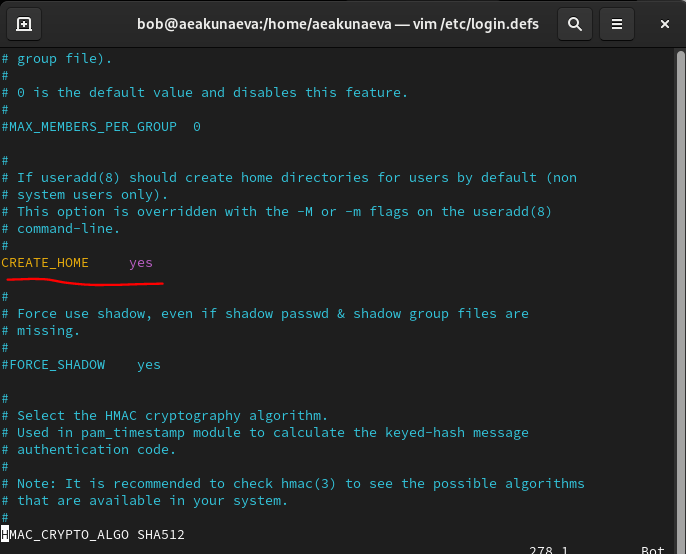 bob@aeakunaeva:/home/aeakunaeva — vim /etc/login.defs
# group file).
#
# 0 is the default value and disables this feature.
#
#MAX_MEMBERS_PER_GROUP  0
#
# If useradd(8) should create home directories for users by default (non
# system users only).
# This option is overridden with the -M or -m flags on the useradd(8)
# command-line.
#
CREATE_HOME     yes
#
# Force use shadow, even if shadow passwd & shadow group files are
# missing.
#
#FORCE_SHADOW    yes
#
# Select the HMAC cryptography algorithm.
# Used in pam_timestamp module to calculate the keyed-hash message
# authentication code.
#
# Note: It is recommended to check hmac(3) to see the possible algorithms
# that are available in your system.
#
HMAC_CRYPTO_ALGO SHA512
278,1 Bot